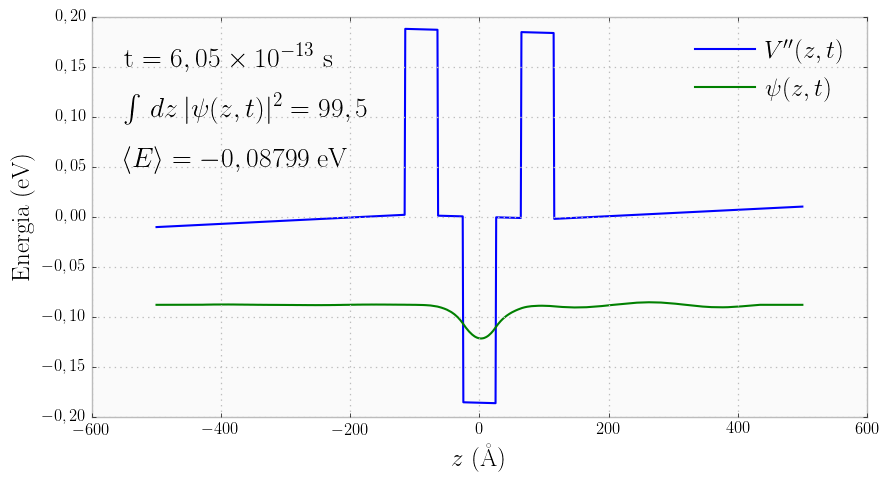 0,20
0,15
0,10
0,05
0,00
−0,05
−0,10
−0,15
−0,20
Energia (eV)
t = 6,05 × 10⁻¹³ s
∫ dz |ψ(z, t)|² = 99,5
⟨E⟩ = −0,08799 eV
V′′(z, t)
ψ(z, t)
−600 −400 −200 0 200 400 600
z (Å)